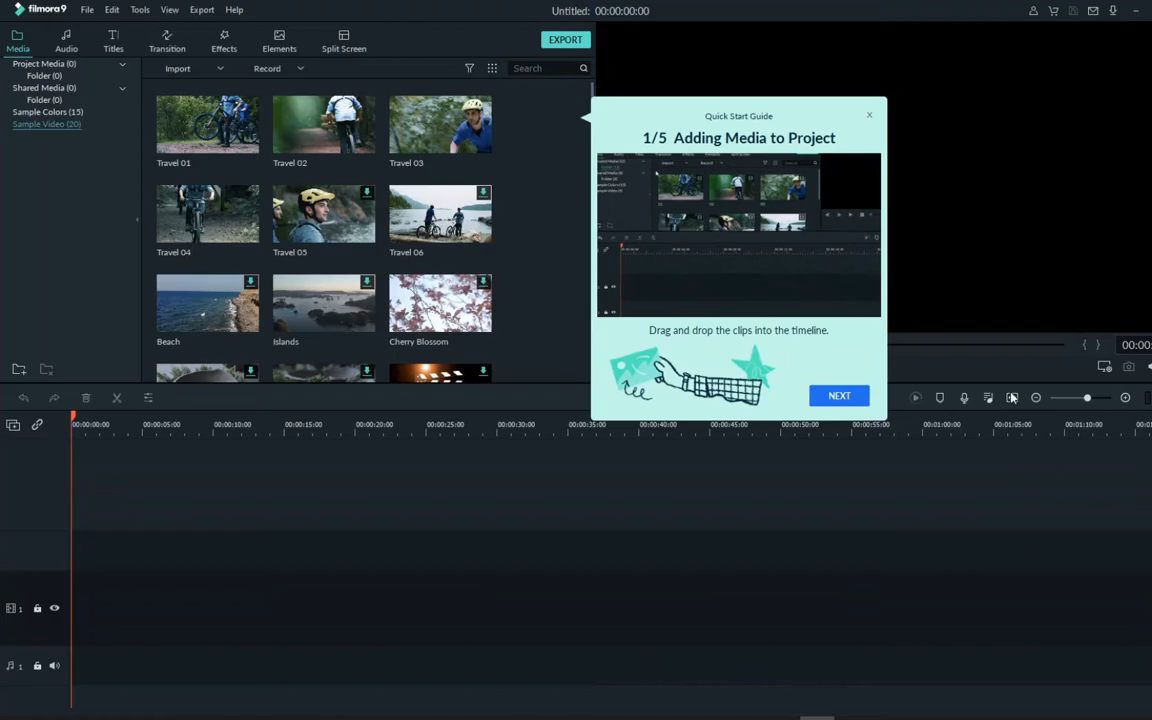 filmora 9 File Edit Tools View Export Help Untitled: 00:00:00:00
Media Audio Titles Transition Effects Elements Split Screen EXPORT
Project Media (0)
Folder (0)
Shared Media (0)
Folder (0)
Sample Colors (15)
Sample Video (20)
Import Record Search
Travel 01 Travel 02 Travel 03
Travel 04 Travel 05 Travel 06
Beach Islands Cherry Blossom
Quick Start Guide
1/5 Adding Media to Project
Drag and drop the clips into the timeline.
NEXT
00:00:
00:00:00:00 00:00:05:00 00:00:10:00 00:00:15:00 00:00:20:00 00:00:25:00 00:00:30:00 00:00:35:00 00:00:40:00 00:00:45:00 00:00:50:00 00:00:55:00 00:01:00:00 00:01:05:00 00:01:10:00 00:01
1
1